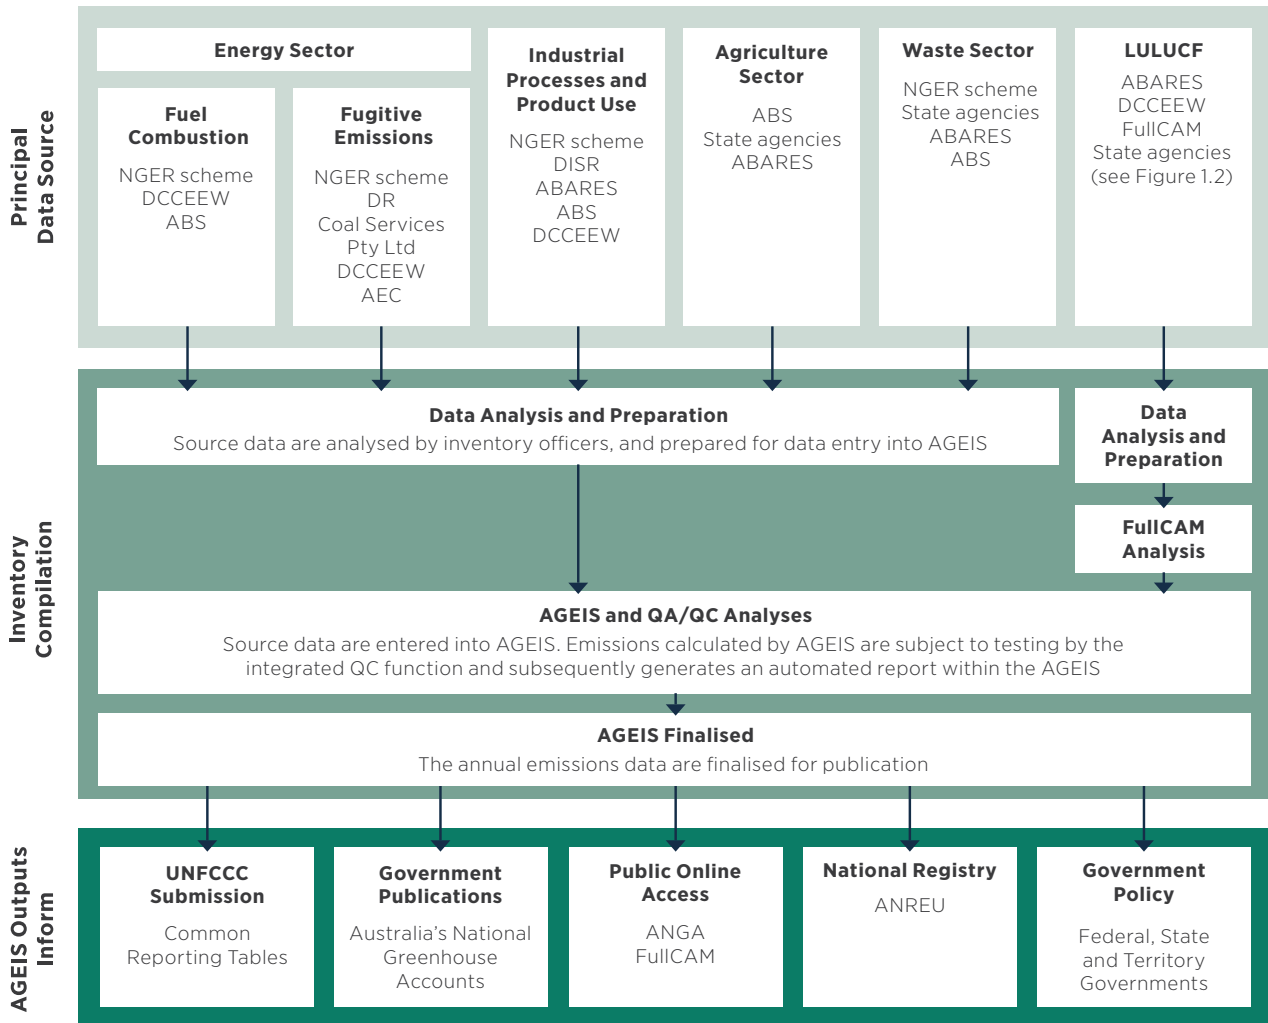 Principal
Data Source
Energy Sector
Fuel
Combustion
NGER scheme
DCCEEW
ABS
Fugitive
Emissions
NGER scheme
DR
Coal Services
Pty Ltd
DCCEEW
AEC
Industrial
Processes and
Product Use
NGER scheme
DISR
ABARES
ABS
DCCEEW
Agriculture
Sector
ABS
State agencies
ABARES
Waste Sector
NGER scheme
State agencies
ABARES
ABS
LULUCF
ABARES
DCCEEW
FullCAM
State agencies
(see Figure 1.2)
Inventory
Compilation
Data Analysis and Preparation
Source data are analysed by inventory officers, and prepared for data entry into AGEIS
Data
Analysis and
Preparation
FullCAM
Analysis
AGEIS and QA/QC Analyses
Source data are entered into AGEIS. Emissions calculated by AGEIS are subject to testing by the
integrated QC function and subsequently generates an automated report within the AGEIS
AGEIS Finalised
The annual emissions data are finalised for publication
AGEIS Outputs
Inform
UNFCCC
Submission
Common
Reporting Tables
Government
Publications
Australia's National
Greenhouse
Accounts
Public Online
Access
ANGA
FullCAM
National Registry
ANREU
Government
Policy
Federal, State
and Territory
Governments